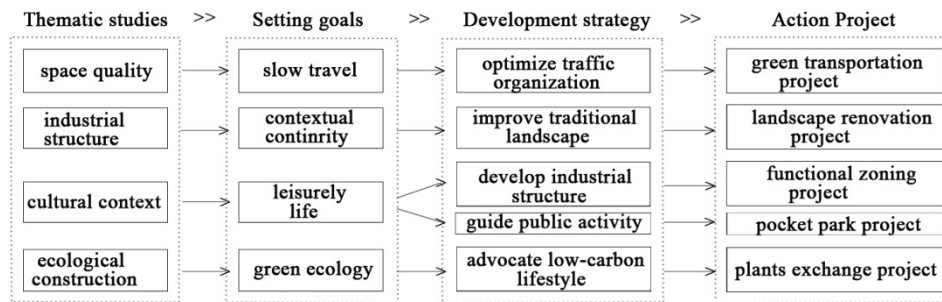 Thematic studies >> Setting goals >> Development strategy >> Action Project
space quality
industrial
structure
cultural context
ecological
construction
slow travel
contextual
continrity
leisurely
life
green ecology
optimize traffic
organization
improve traditional
landscape
develop industrial
structure
guide public activity
advocate low-carbon
lifestyle
green transportation
project
landscape renovation
project
functional zoning
project
pocket park project
plants exchange project